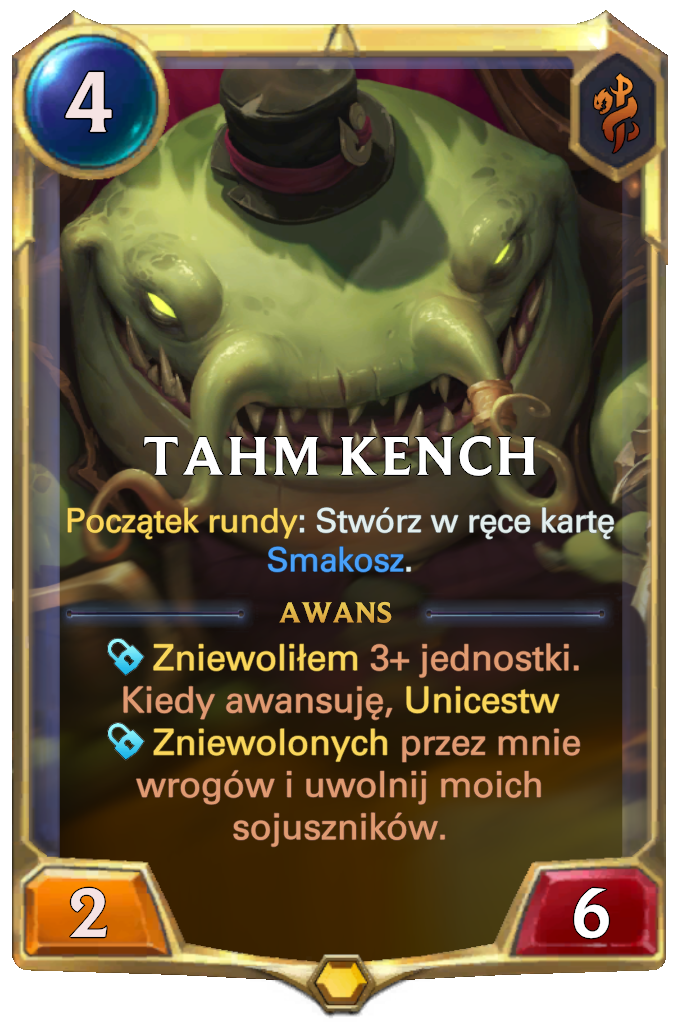 4
TAHM KENCH
Początek rundy: Stwórz w ręce kartę
Smakosz.
AWANS
Zniewoliłem 3+ jednostki.
Kiedy awansuję, Unicestw
Zniewolonych przez mnie
wrogów i uwolnij moich
sojuszników.
2
6